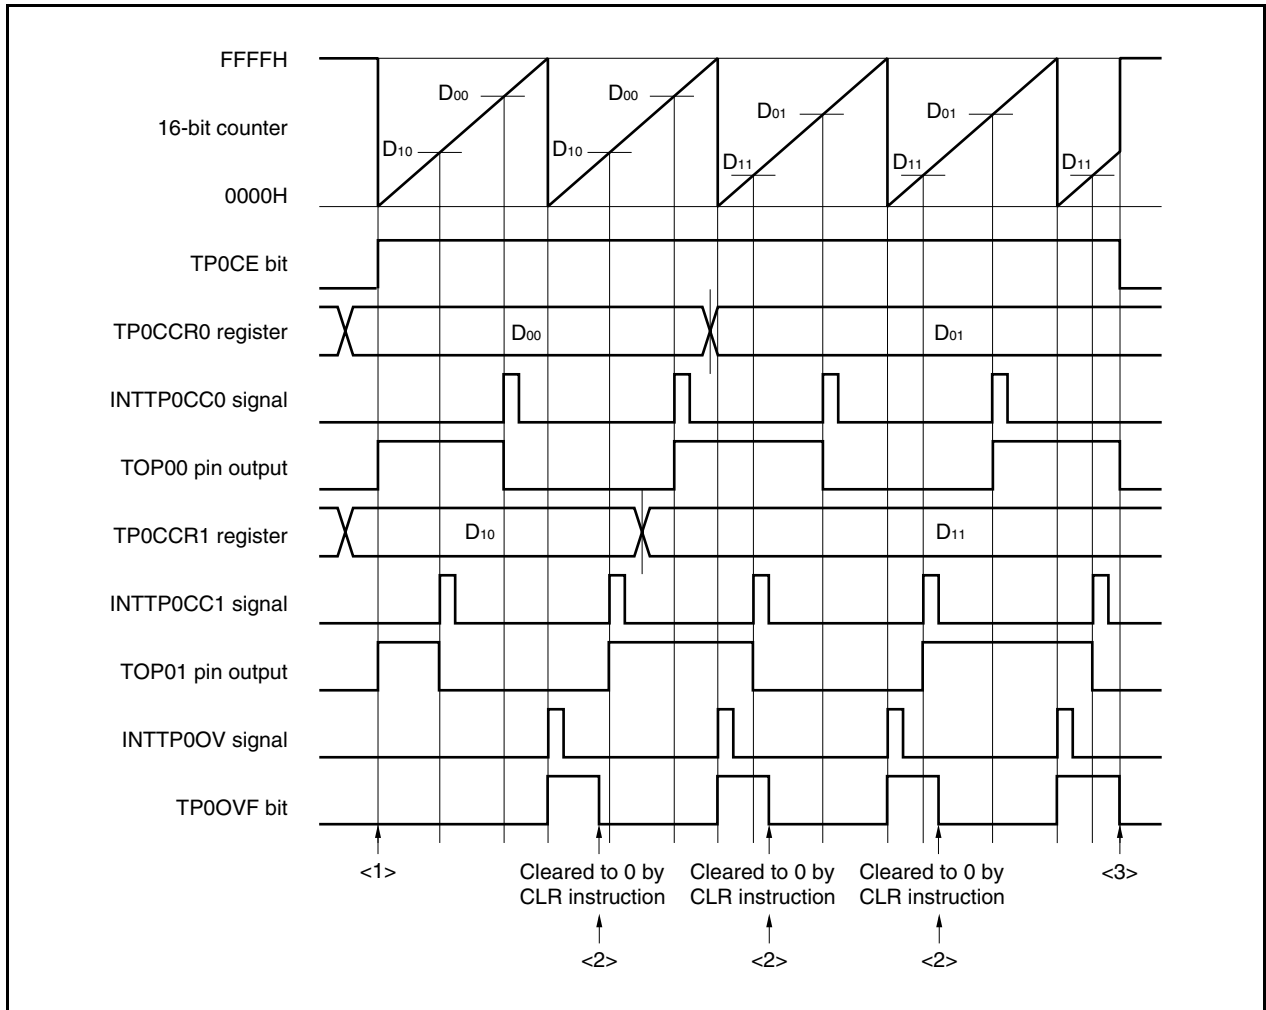 FFFFH
D00
D00
D01
D01
16-bit counter
D10
D10
D11
D11
D11
0000H
TP0CE bit
TP0CCR0 register
D00
D01
INTTP0CC0 signal
TOP00 pin output
TP0CCR1 register
D10
D11
INTTP0CC1 signal
TOP01 pin output
INTTP0OV signal
TP0OVF bit
<1>
Cleared to 0 by
CLR instruction
Cleared to 0 by
CLR instruction
Cleared to 0 by
CLR instruction
<3>
<2>
<2>
<2>